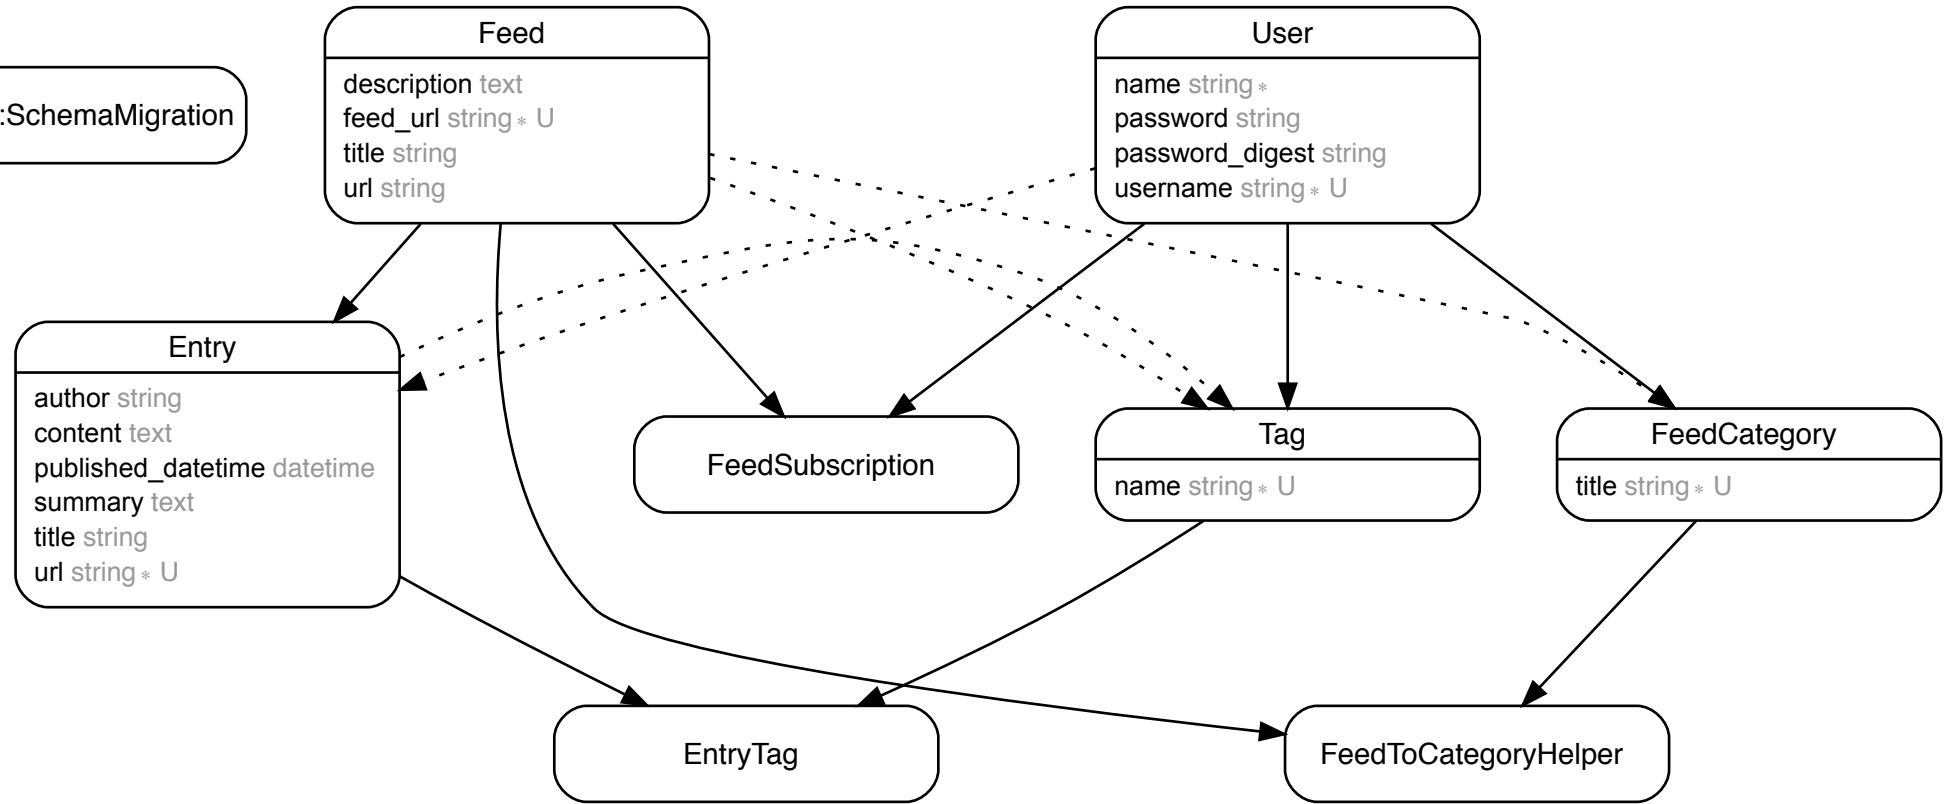 Feed
description text
feed_url string * U
title string
url string
User
name string *
password string
password_digest string
username string * U
:SchemaMigration
Entry
author string
content text
published_datetime datetime
summary text
title string
url string * U
FeedSubscription
Tag
name string * U
FeedCategory
title string * U
EntryTag
FeedToCategoryHelper